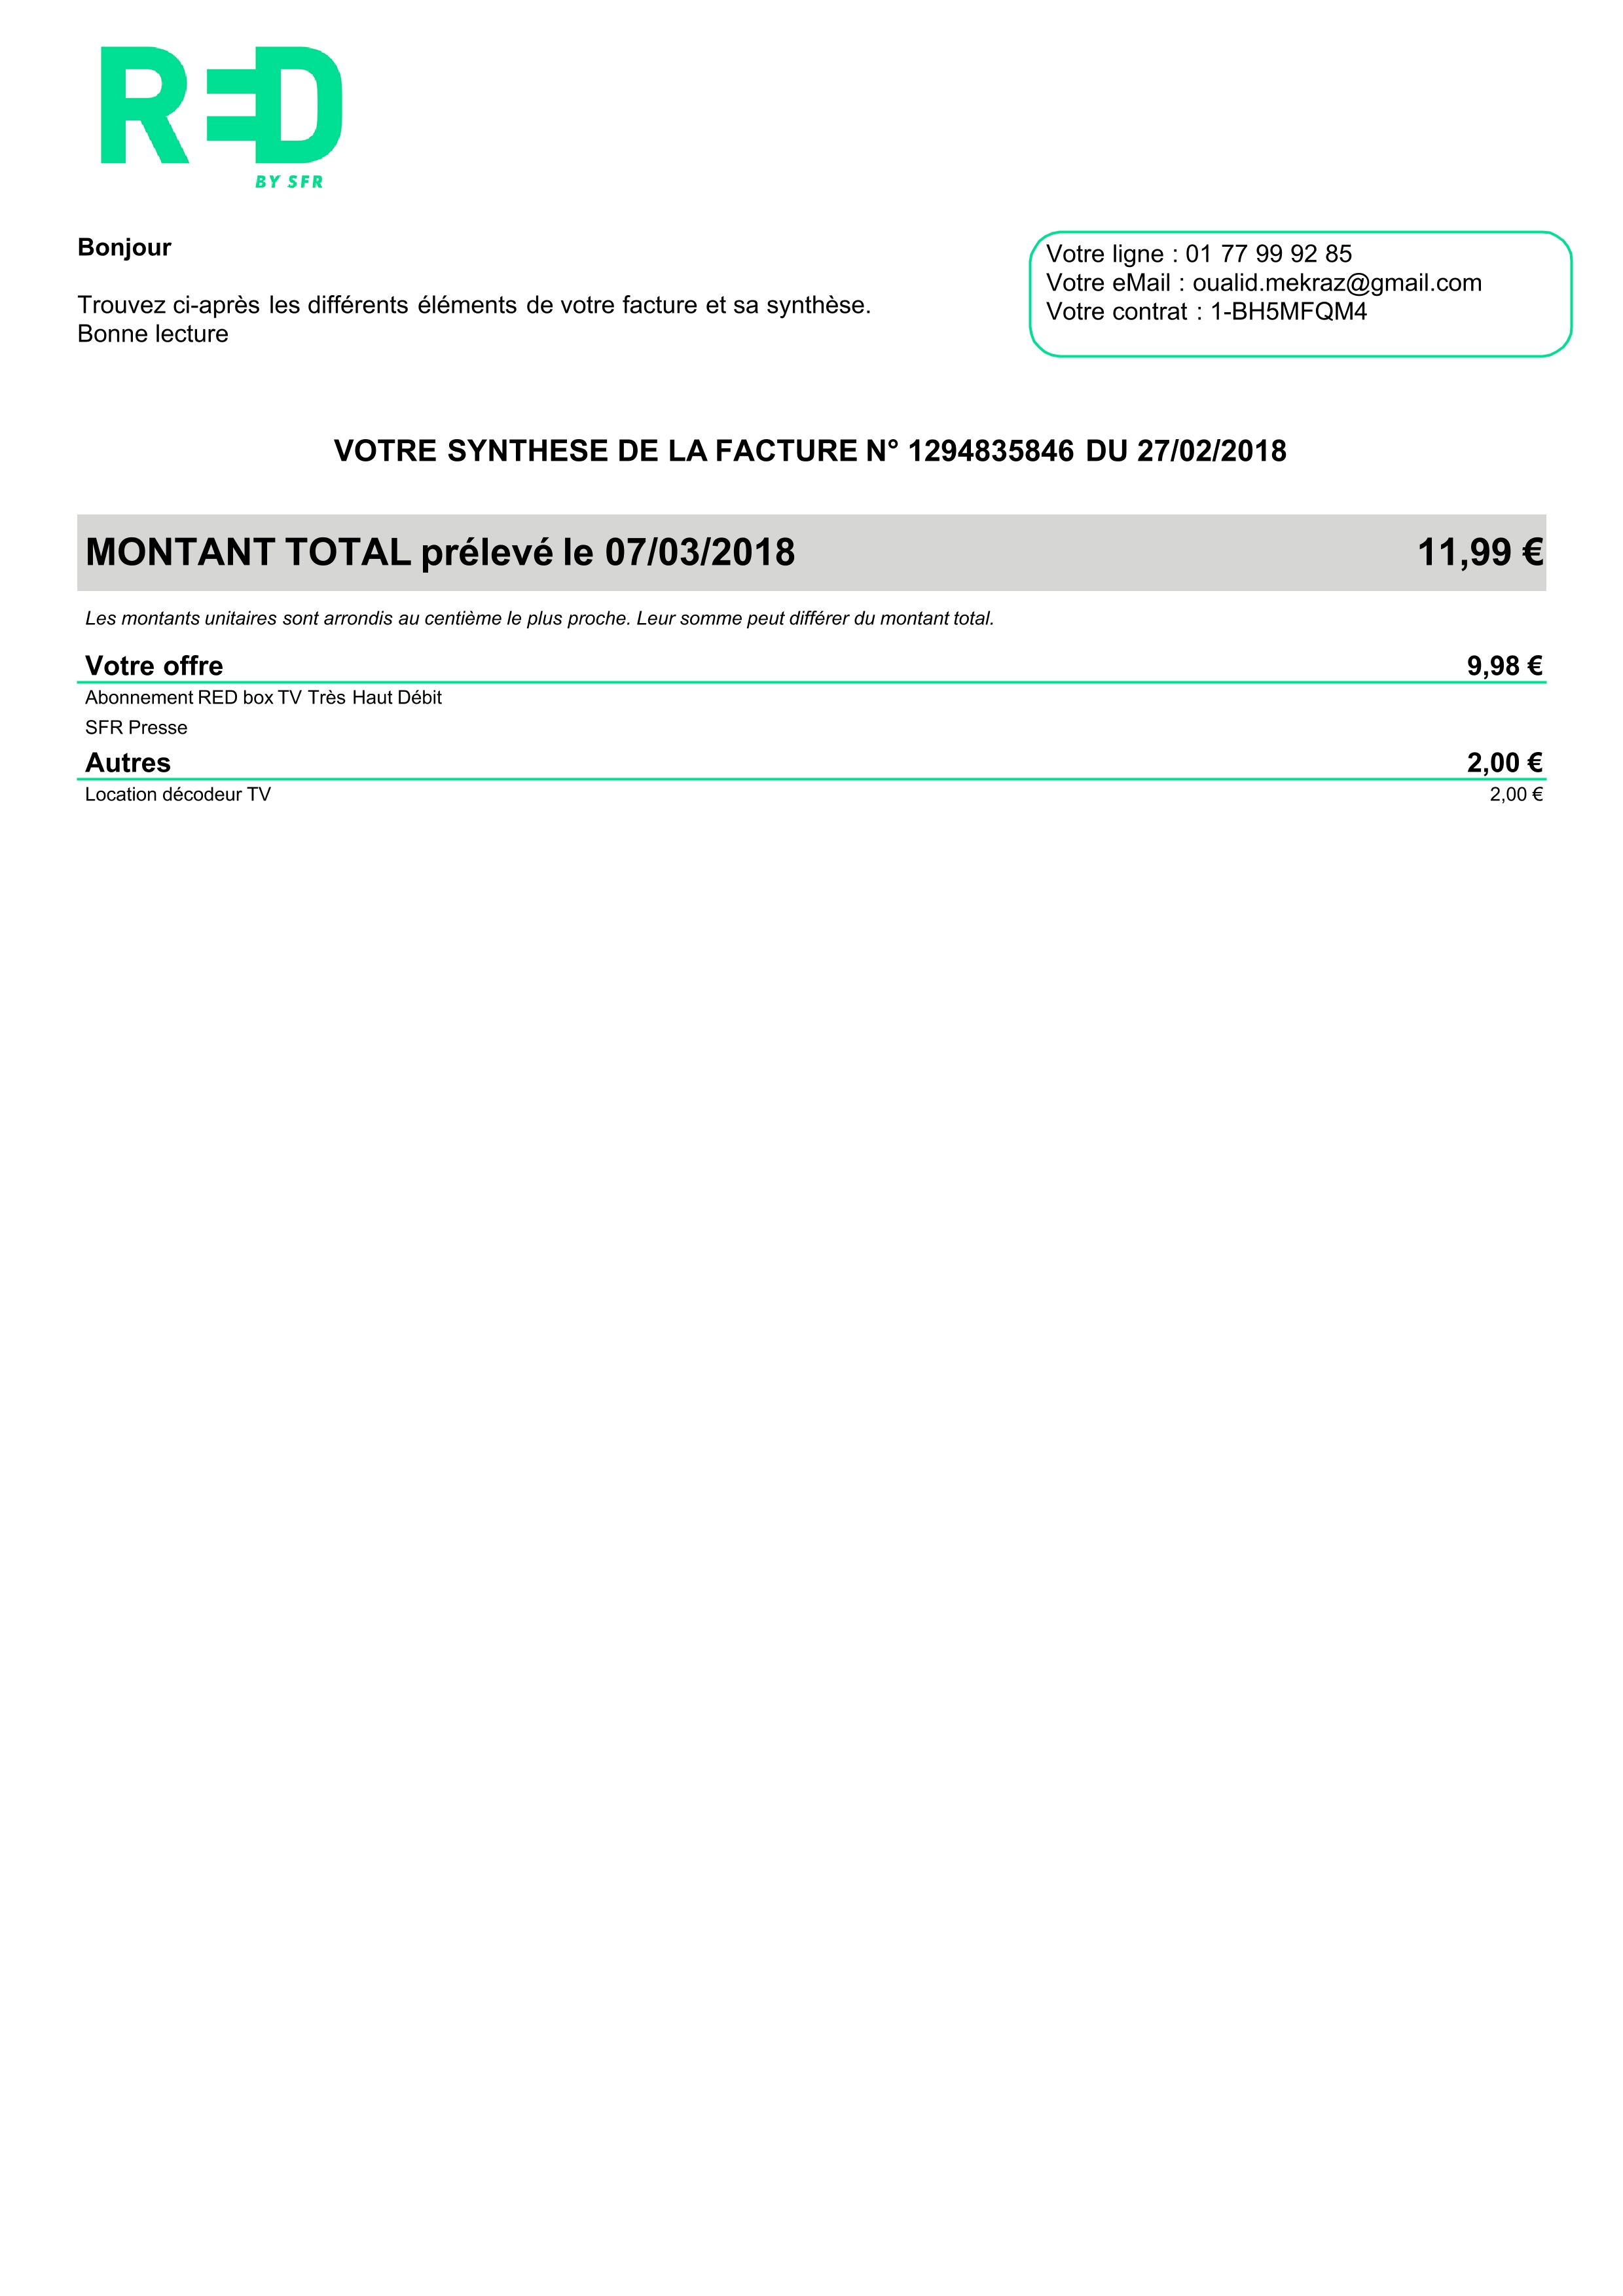 RED
BY SFR
Bonjour
Trouvez ci-après les différents éléments de votre facture et sa synthèse.
Bonne lecture
Votre ligne : 01 77 99 92 85
Votre eMail : oualid.mekraz@gmail.com
Votre contrat : 1-BH5MFQM4
VOTRE SYNTHESE DE LA FACTURE N° 1294835846 DU 27/02/2018
MONTANT TOTAL prélevé le 07/03/2018 11,99 €
Les montants unitaires sont arrondis au centième le plus proche. Leur somme peut différer du montant total.
Votre offre 9,98 €
Abonnement RED box TV Très Haut Débit
SFR Presse
Autres 2,00 €
Location décodeur TV 2,00 €